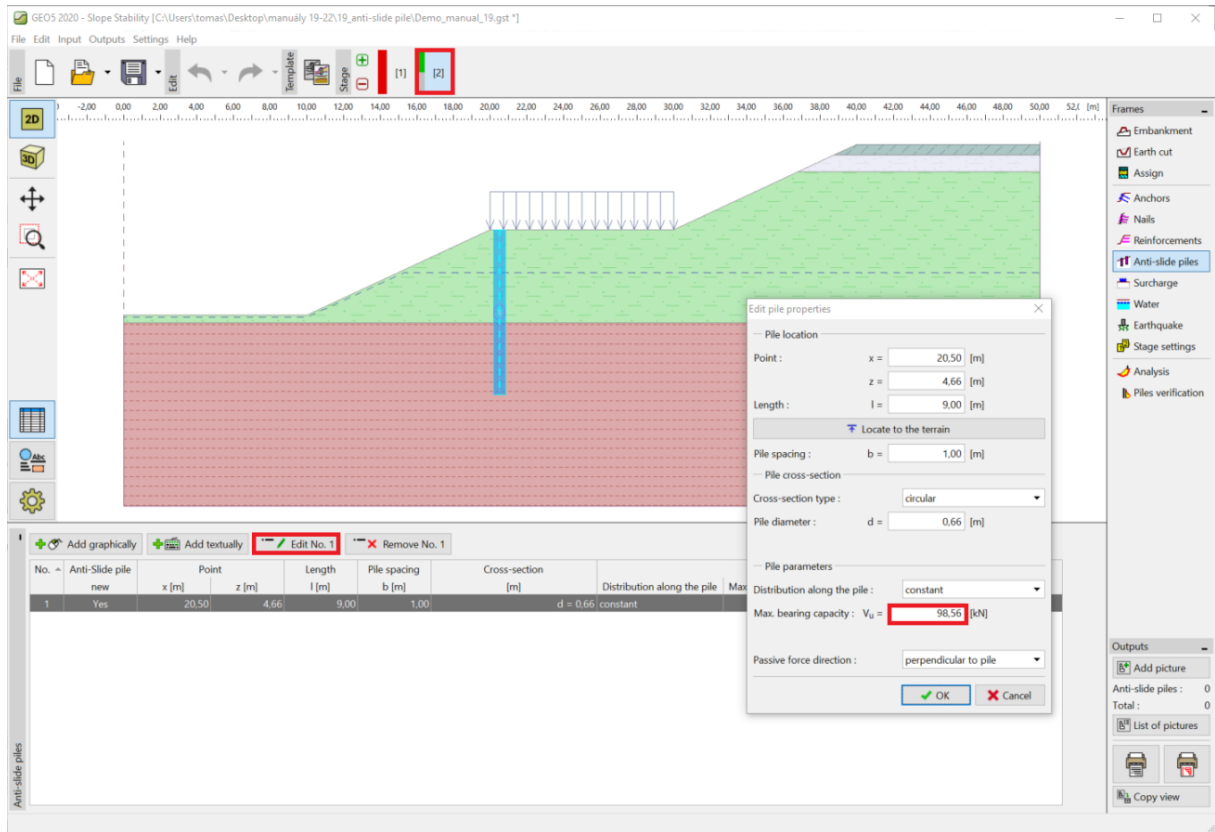 GEO5 2020 - Slope Stability [C:\Users\tomas\Desktop\manuály 19-22\19_anti-slide pile\Demo_manual_19.gst *]
File Edit Input Outputs Settings Help
File
Edit
Template
Stage
[1]
[2]
2D
3D
-2,00 0,00 2,00 4,00 6,00 8,00 10,00 12,00 14,00 16,00 18,00 20,00 22,00 24,00 26,00 28,00 30,00 32,00 34,00 36,00 38,00 40,00 42,00 44,00 46,00 48,00 50,00 52,( [m]
Frames
Embankment
Earth cut
Assign
Anchors
Nails
Reinforcements
Anti-slide piles
Surcharge
Water
Earthquake
Stage settings
Analysis
Piles verification
Edit pile properties
Pile location
Point : x = 20,50 [m]
z = 4,66 [m]
Length : l = 9,00 [m]
Locate to the terrain
Pile spacing : b = 1,00 [m]
Pile cross-section
Cross-section type : circular
Pile diameter : d = 0,66 [m]
Pile parameters
Distribution along the pile : constant
Max. bearing capacity : Vu = 98,56 [kN]
Passive force direction : perpendicular to pile
OK Cancel
Abc
Add graphically Add textually Edit No. 1 Remove No. 1
No. Anti-Slide pile Point Length Pile spacing Cross-section
new x [m] z [m] l [m] b [m] [m] Distribution along the pile Max
1 Yes 20,50 4,66 9,00 1,00 d = 0,66 constant
Anti-slide piles
Outputs
Add picture
Anti-slide piles : 0
Total : 0
List of pictures
Copy view